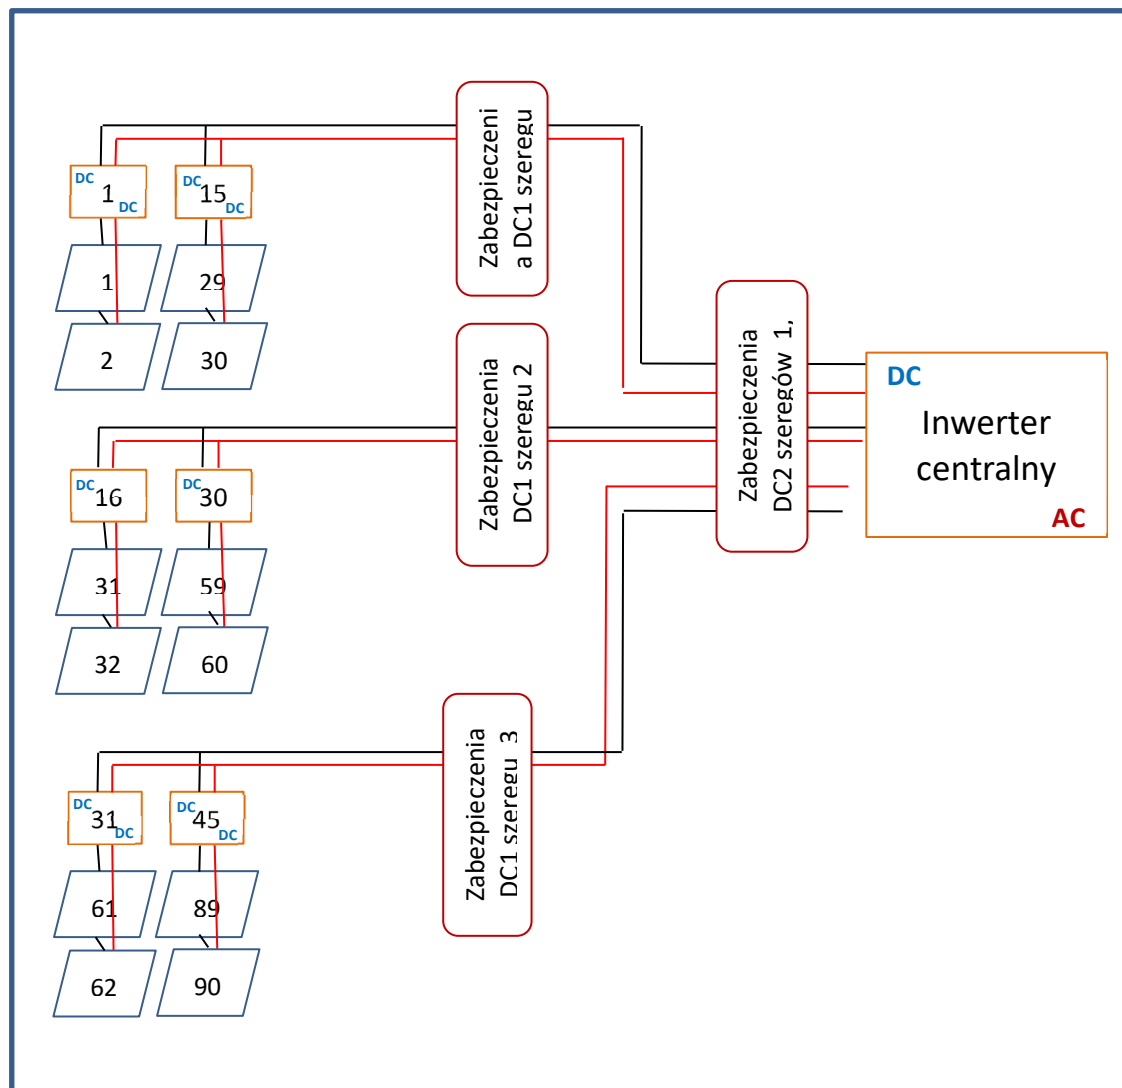 Zabezpieczeni
a DC1 szeregu
DC 1 DC
DC 15 DC
1
29
2
30
Zabezpieczenia
DC1 szeregu 2
DC 16
DC 30
31
59
32
60
Zabezpieczenia
DC1 szeregu 3
DC 31 DC
DC 45 DC
61
89
62
90
Zabezpieczenia
DC2 szeregów 1,
DC
Inwerter
centralny
AC